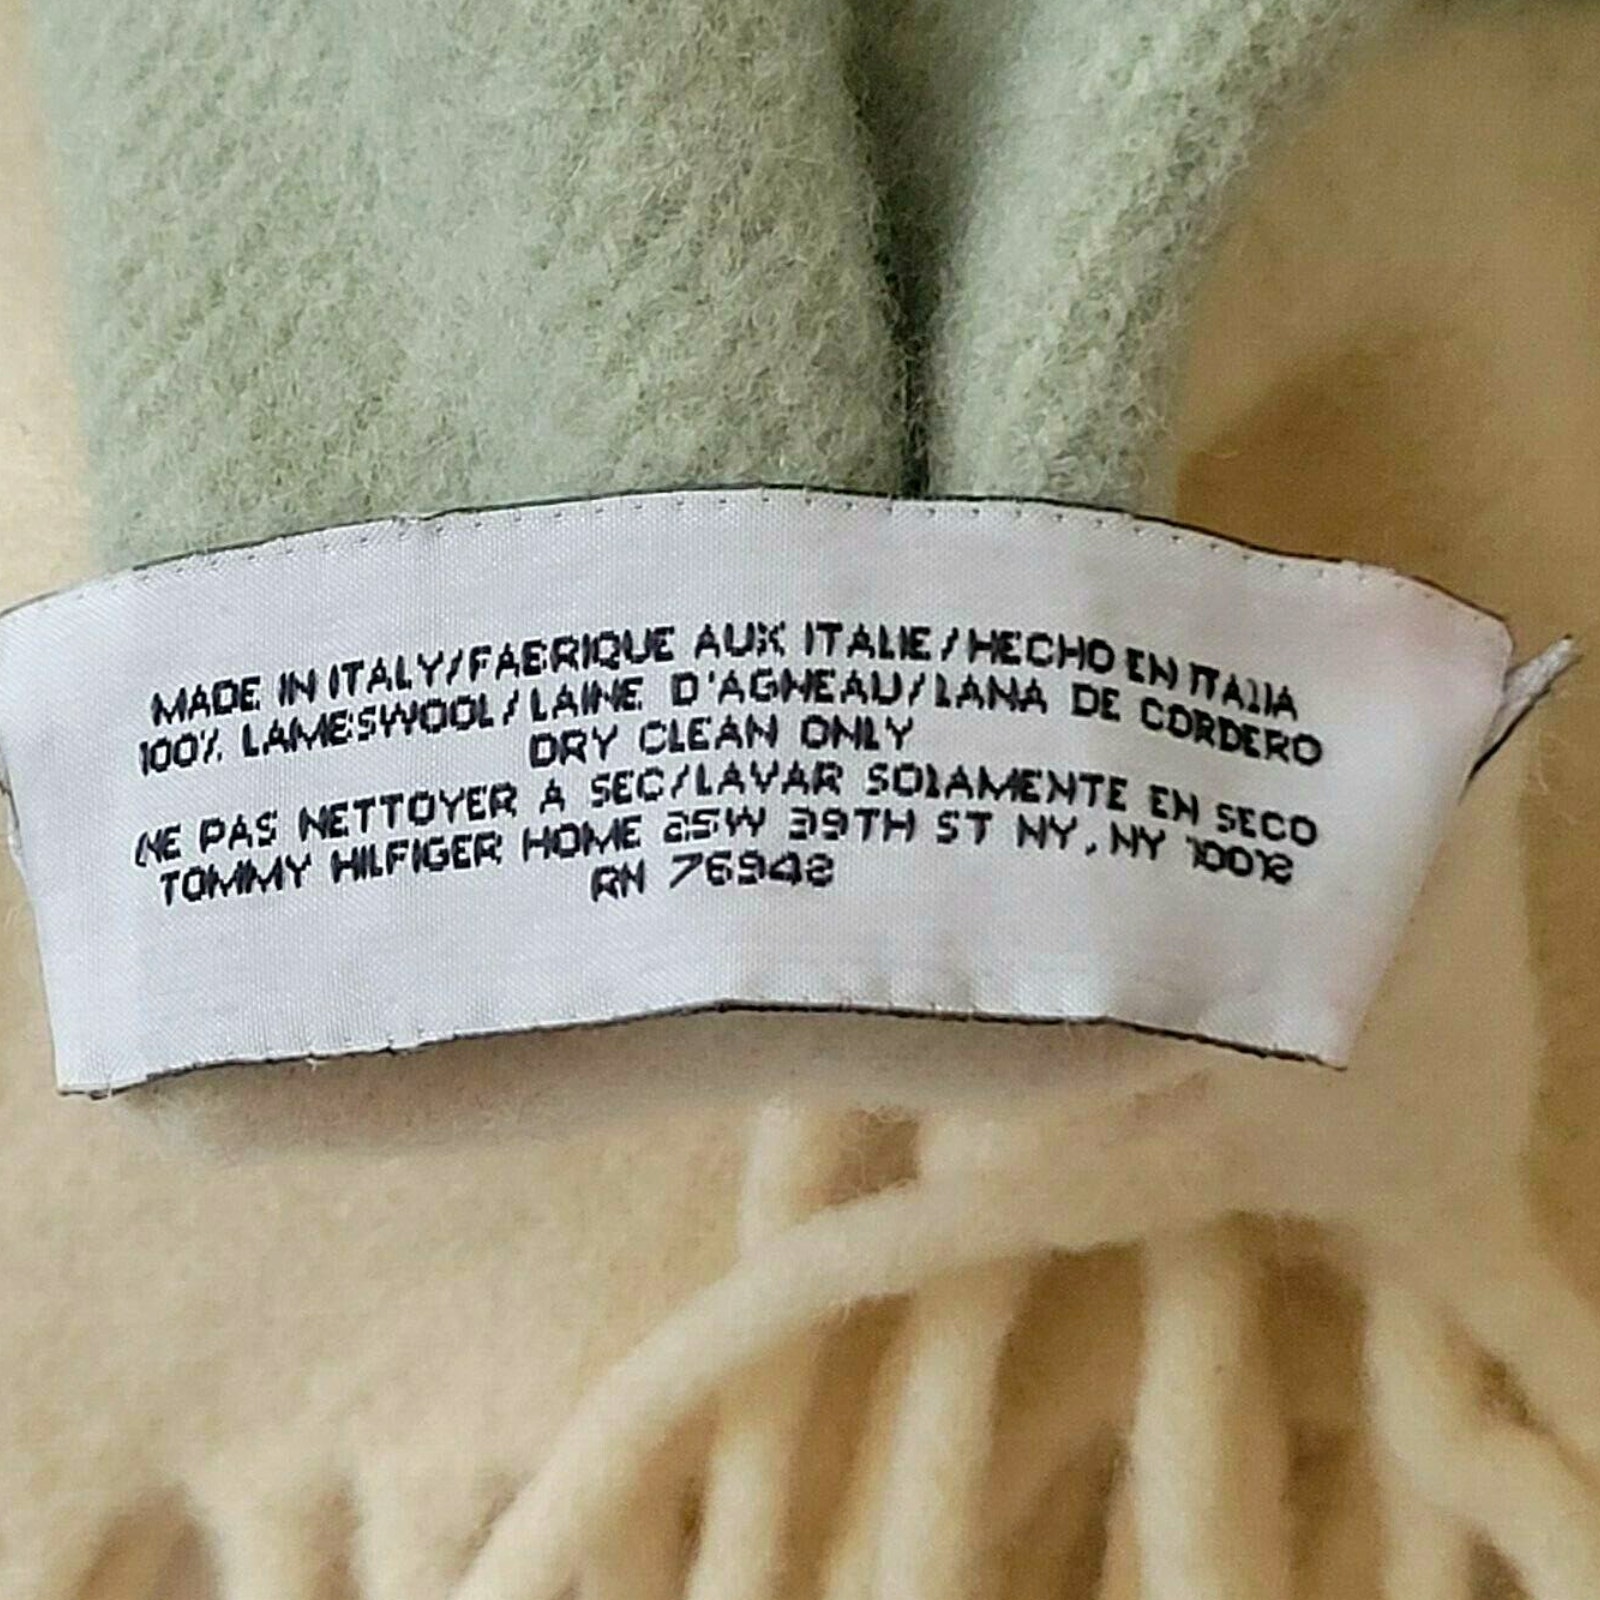 MADE IN ITALY/FABRIQUE AUX ITALIE/HECHO EN ITALIA
100% LAMESWOOL/LAINE D'AGNEAU/LANA DE CORDERO
DRY CLEAN ONLY
NE PAS NETTOYER A SEC/LAVAR SOLAMENTE EN SECO
TOMMY HILFIGER HOME 25W 39TH ST NY, NY 10018
RN 76942